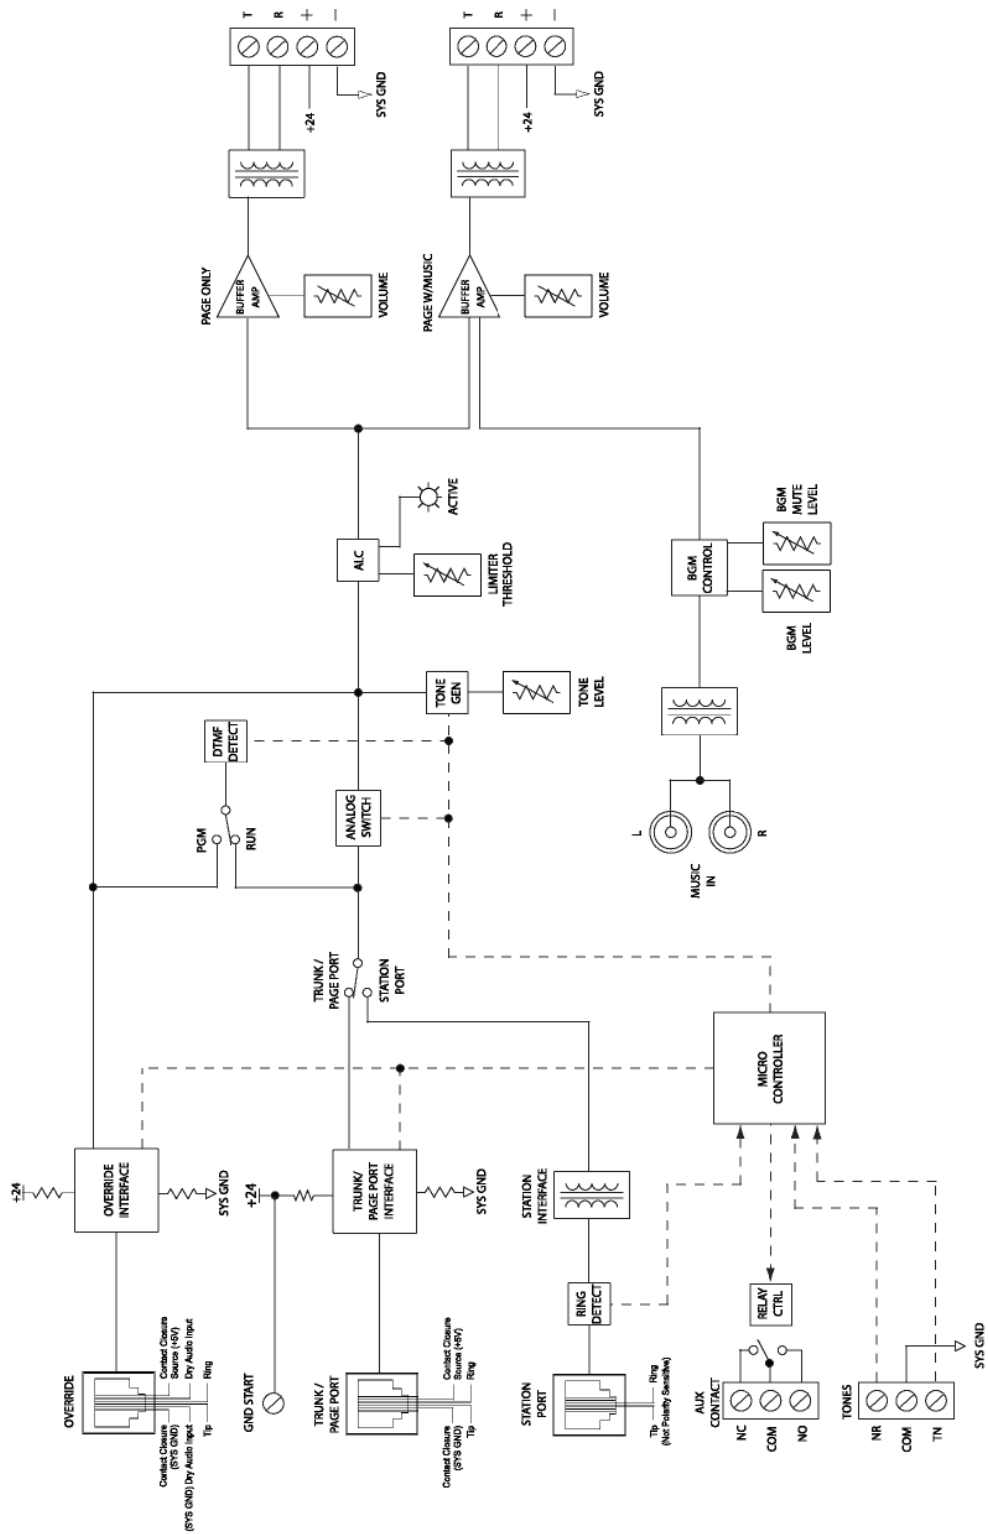 OVERRIDE
Contact Closure
(SYS GND)
(SYS GND) Dry Audio Input
Tip
Contact Closure
Source (+5V)
Dry Audio Input
Ring
+24
OVERRIDE
INTERFACE
SYS GND
GND START
+24
TRUNK/
PAGE PORT
Contact Closure
(SYS GND)
Tip
Contact Closure
Source (+5V)
Ring
TRUNK/
PAGE PORT
INTERFACE
SYS GND
STATION
PORT
Tip
Ring
(Not Polarity Sensitive)
RING
DETECT
STATION
INTERFACE
AUX
CONTACT
NC
COM
NO
RELAY
CTRL
TONES
NR
COM
TN
SYS GND
MICRO
CONTROLLER
TRUNK/
PAGE PORT
STATION
PORT
PGM
RUN
DTMF
DETECT
ANALOG
SWITCH
TONE
GEN
TONE
LEVEL
ALC
ACTIVE
LIMITER
THRESHOLD
MUSIC
IN
L
R
BGM
CONTROL
BGM
LEVEL
BGM
MUTE
LEVEL
PAGE ONLY
BUFFER
AMP
VOLUME
PAGE W/MUSIC
BUFFER
AMP
VOLUME
T
R
+
–
+24
SYS GND
T
R
+
–
+24
SYS GND